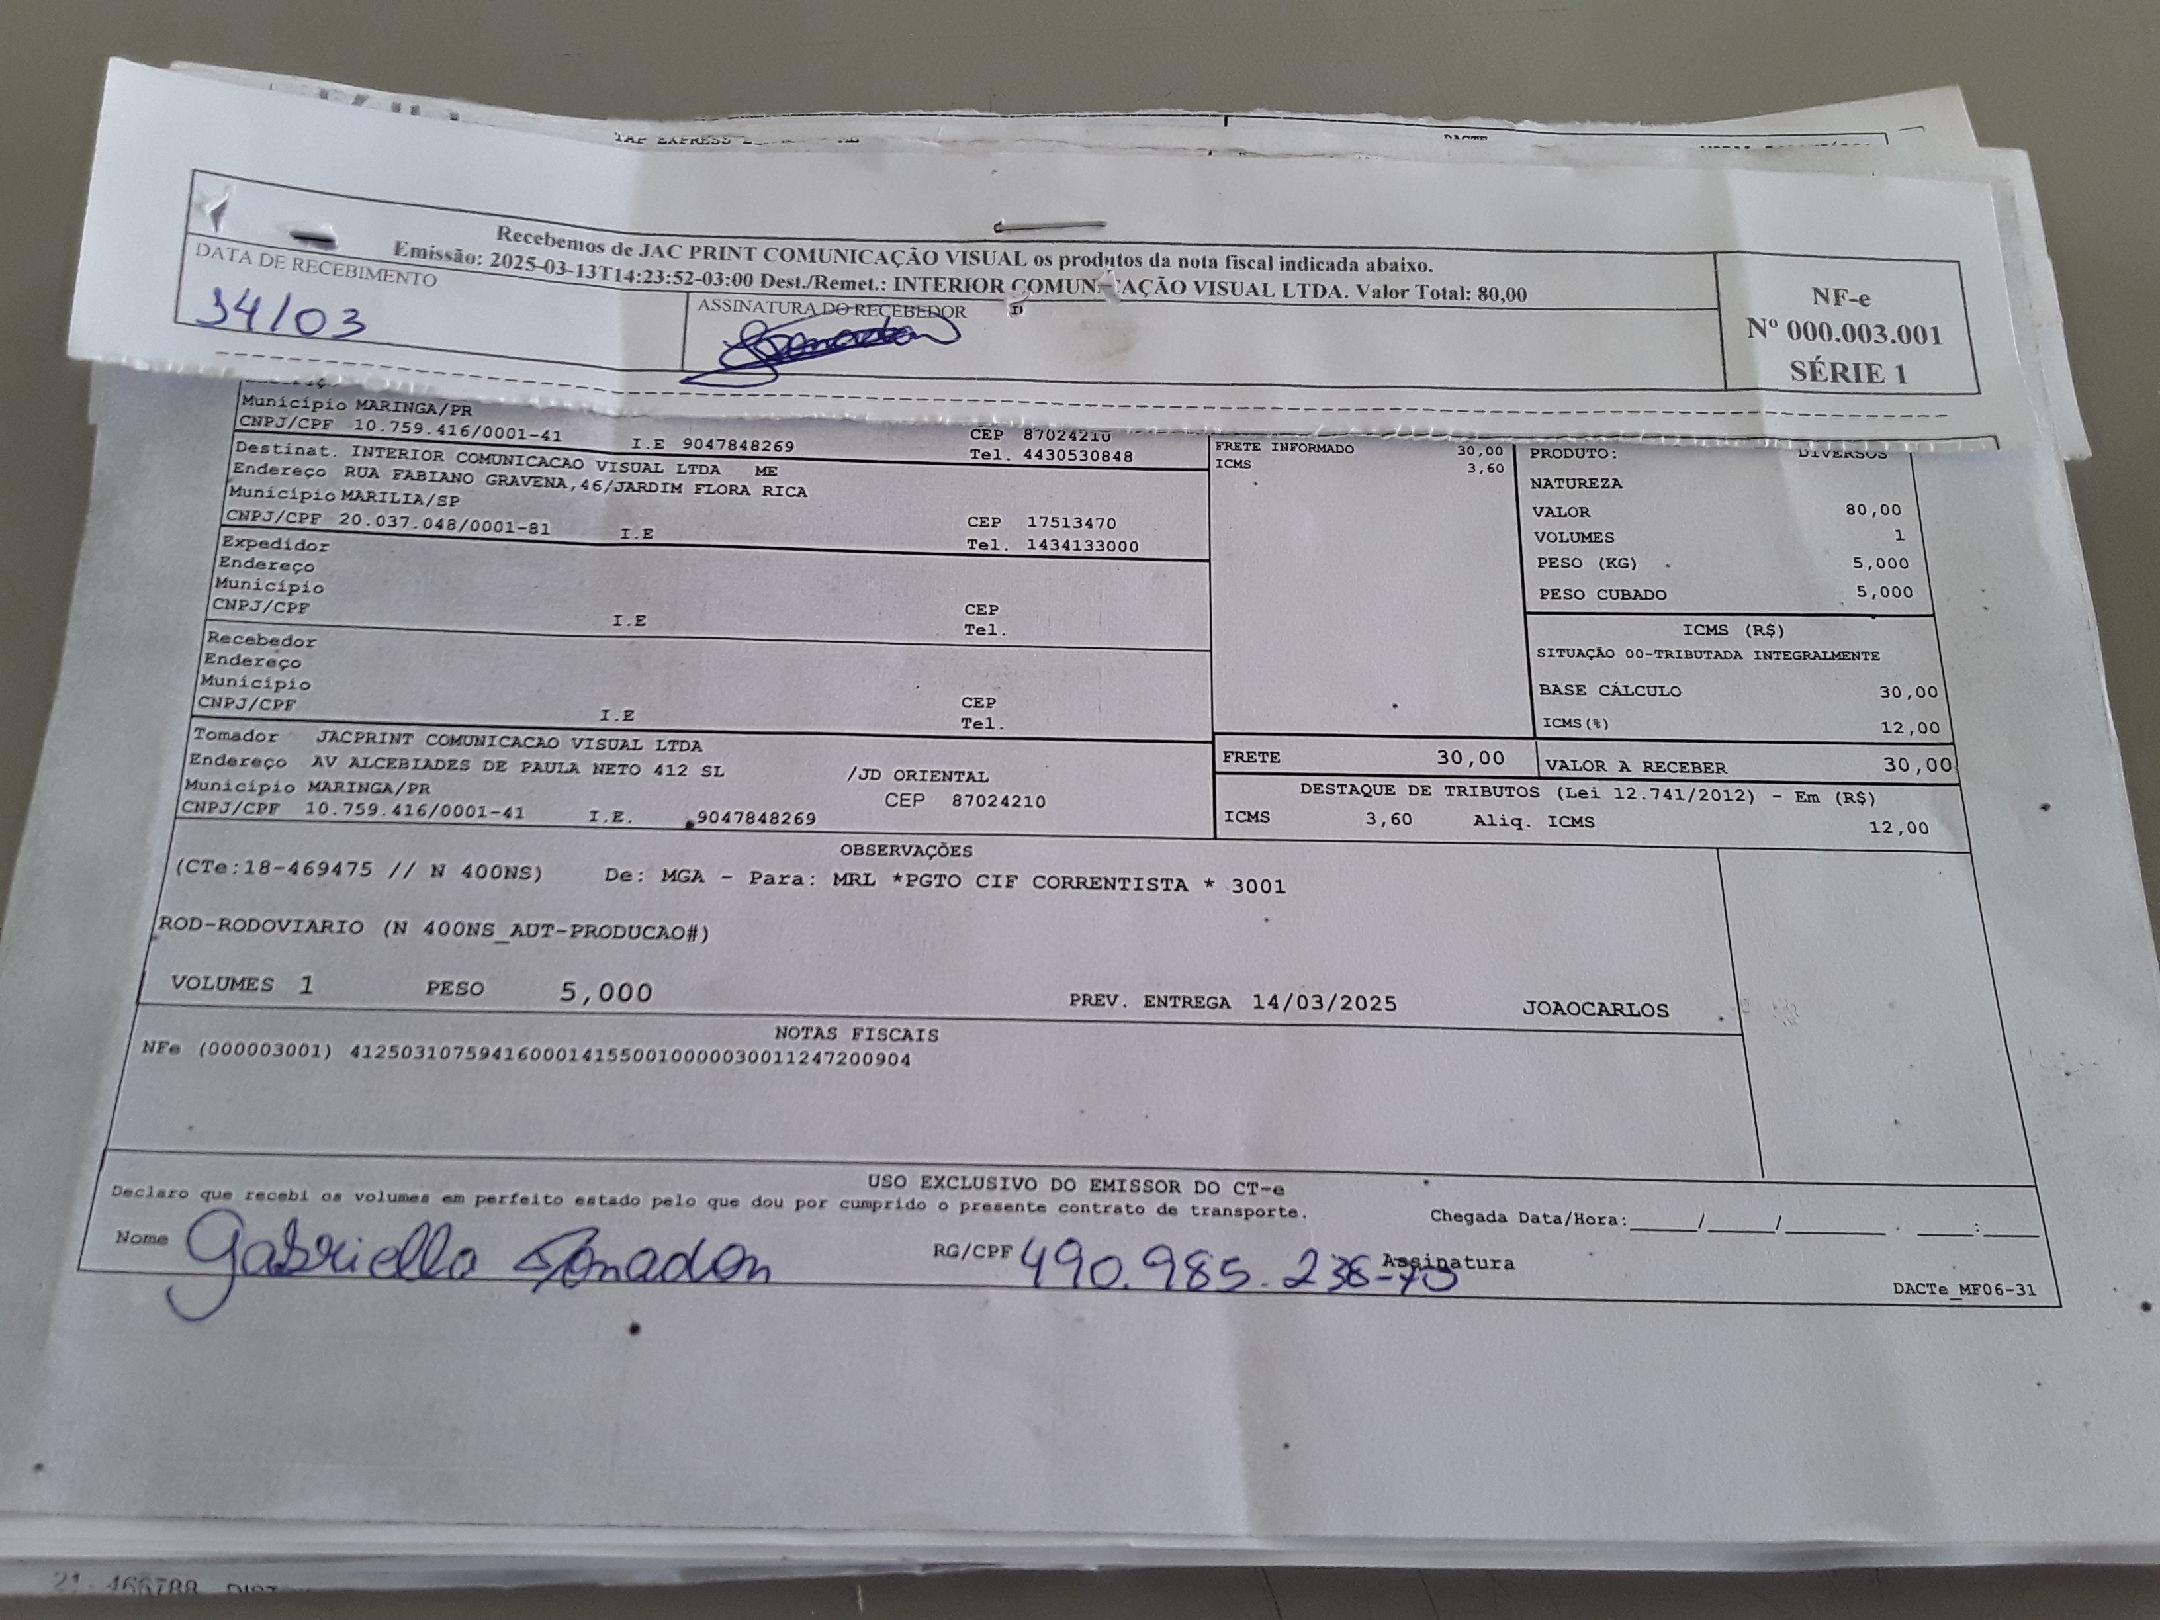 TAP EXPRESS
DACTE
Recebemos de JAC PRINT COMUNICAÇÃO VISUAL os produtos da nota fiscal indicada abaixo.
Emissão: 2025-03-13T14:23:52-03:00 Dest./Remet.: INTERIOR COMUNICAÇÃO VISUAL LTDA. Valor Total: 80,00
DATA DE RECEBIMENTO
14/03
ASSINATURA DO RECEBEDOR
NF-e
Nº 000.003.001
SÉRIE 1
Município MARINGA/PR
CNPJ/CPF 10.759.416/0001-41 I.E 9047848269
CEP 87024210
Tel. 4430530848
Destinat. INTERIOR COMUNICACAO VISUAL LTDA ME
Endereço RUA FABIANO GRAVENA,46/JARDIM FLORA RICA
Município MARILIA/SP
CNPJ/CPF 20.037.048/0001-81 I.E
CEP 17513470
Tel. 1434133000
Expedidor
Endereço
Município
CNPJ/CPF I.E
CEP
Tel.
Recebedor
Endereço
Município
CNPJ/CPF I.E
CEP
Tel.
Tomador JACPRINT COMUNICACAO VISUAL LTDA
Endereço AV ALCEBIADES DE PAULA NETO 412 SL /JD ORIENTAL
Município MARINGA/PR CEP 87024210
CNPJ/CPF 10.759.416/0001-41 I.E. 9047848269
FRETE INFORMADO 30,00
ICMS 3,60
PRODUTO: DIVERSOS
NATUREZA
VALOR 80,00
VOLUMES 1
PESO (KG) 5,000
PESO CUBADO 5,000
ICMS (R$)
SITUAÇÃO 00-TRIBUTADA INTEGRALMENTE
BASE CÁLCULO 30,00
ICMS(%) 12,00
FRETE 30,00 VALOR A RECEBER 30,00
DESTAQUE DE TRIBUTOS (Lei 12.741/2012) - Em (R$)
ICMS 3,60 Aliq. ICMS 12,00
OBSERVAÇÕES
(CTe:18-469475 // N 400NS) De: MGA - Para: MRL *PGTO CIF CORRENTISTA * 3001
ROD-RODOVIARIO (N 400NS_AUT-PRODUCAO#)
VOLUMES 1 PESO 5,000 PREV. ENTREGA 14/03/2025 JOAOCARLOS
NOTAS FISCAIS
NFe (000003001) 41250310759416000141550010000030011247200904
USO EXCLUSIVO DO EMISSOR DO CT-e
Declaro que recebi os volumes em perfeito estado pelo que dou por cumprido o presente contrato de transporte.
Chegada Data/Hora:_____/_____/_______ . ____:____
Nome Gabriella RG/CPF 490.985.236- Assinatura
DACTe_MF06-31
21-466788